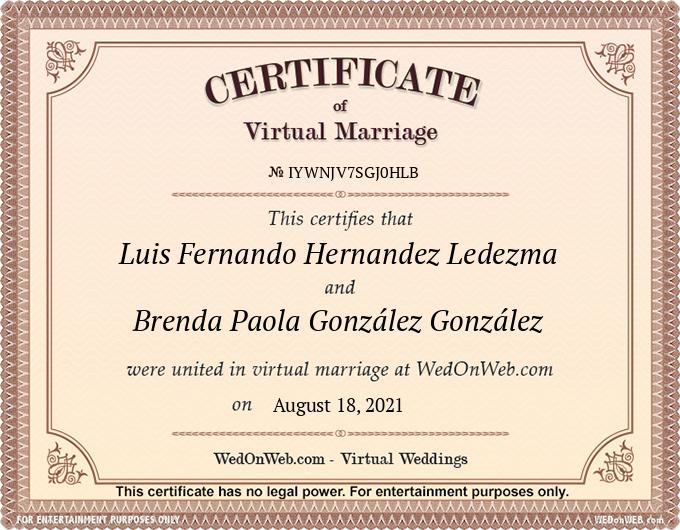 CERTIFICATE
of
Virtual Marriage
№ IYWNJV7SGJ0HLB
This certifies that
Luis Fernando Hernandez Ledezma
and
Brenda Paola González González
were united in virtual marriage at WedOnWeb.com
on August 18, 2021
WedOnWeb.com - Virtual Weddings
This certificate has no legal power. For entertainment purposes only.
FOR ENTERTAINMENT PURPOSES ONLY
WEDonWEB.com